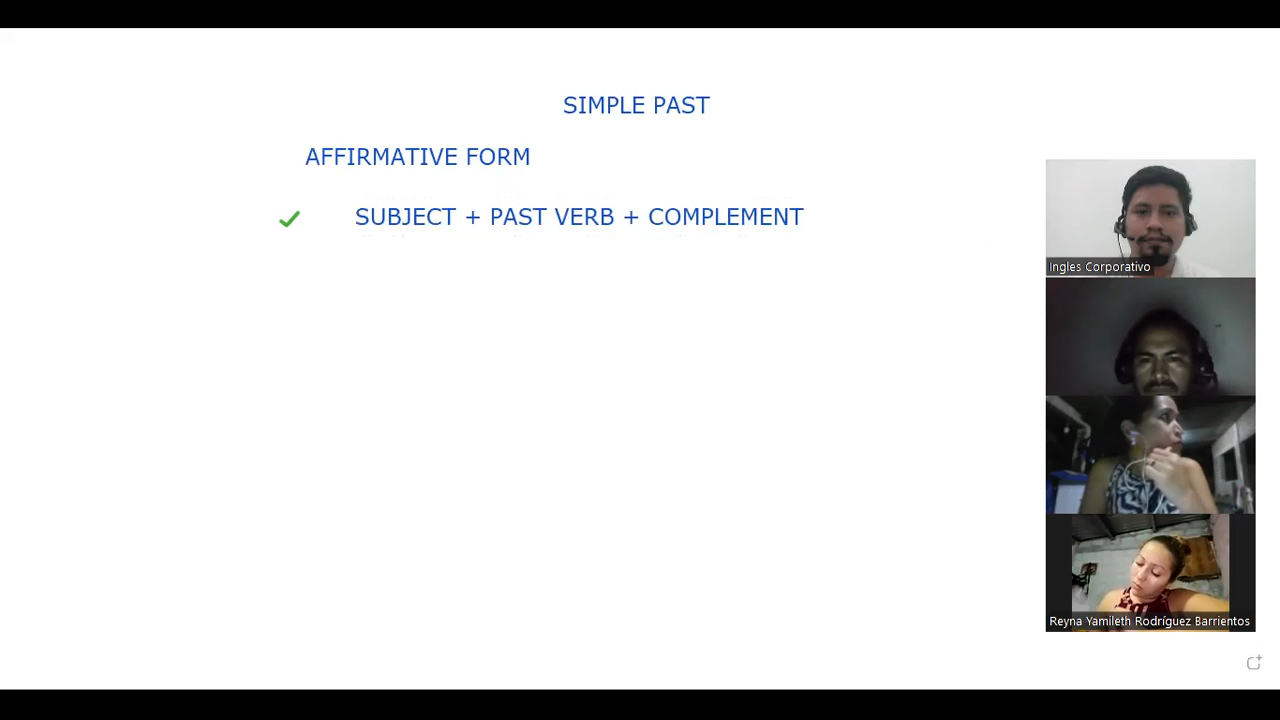 SIMPLE PAST
AFFIRMATIVE FORM
SUBJECT + PAST VERB + COMPLEMENT
Ingles Corporativo
Reyna Yamileth Rodríguez Barrientos